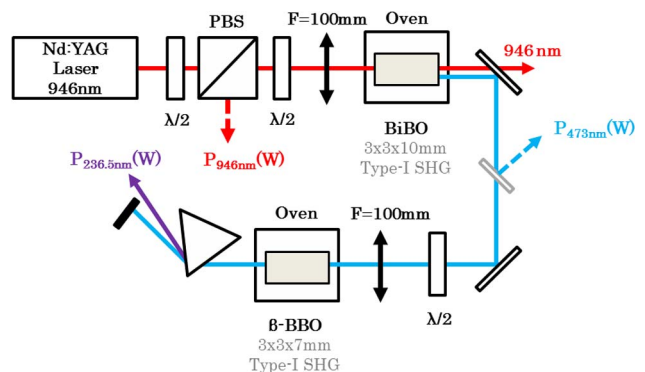 PBS
F=100mm
Oven
Nd:YAG
Laser
946nm
946 nm
λ/2
λ/2
BiBO
3x3x10mm
Type-I SHG
P946nm(W)
P473nm(W)
P236.5nm(W)
Oven
F=100mm
λ/2
ß-BBO
3x3x7mm
Type-I SHG